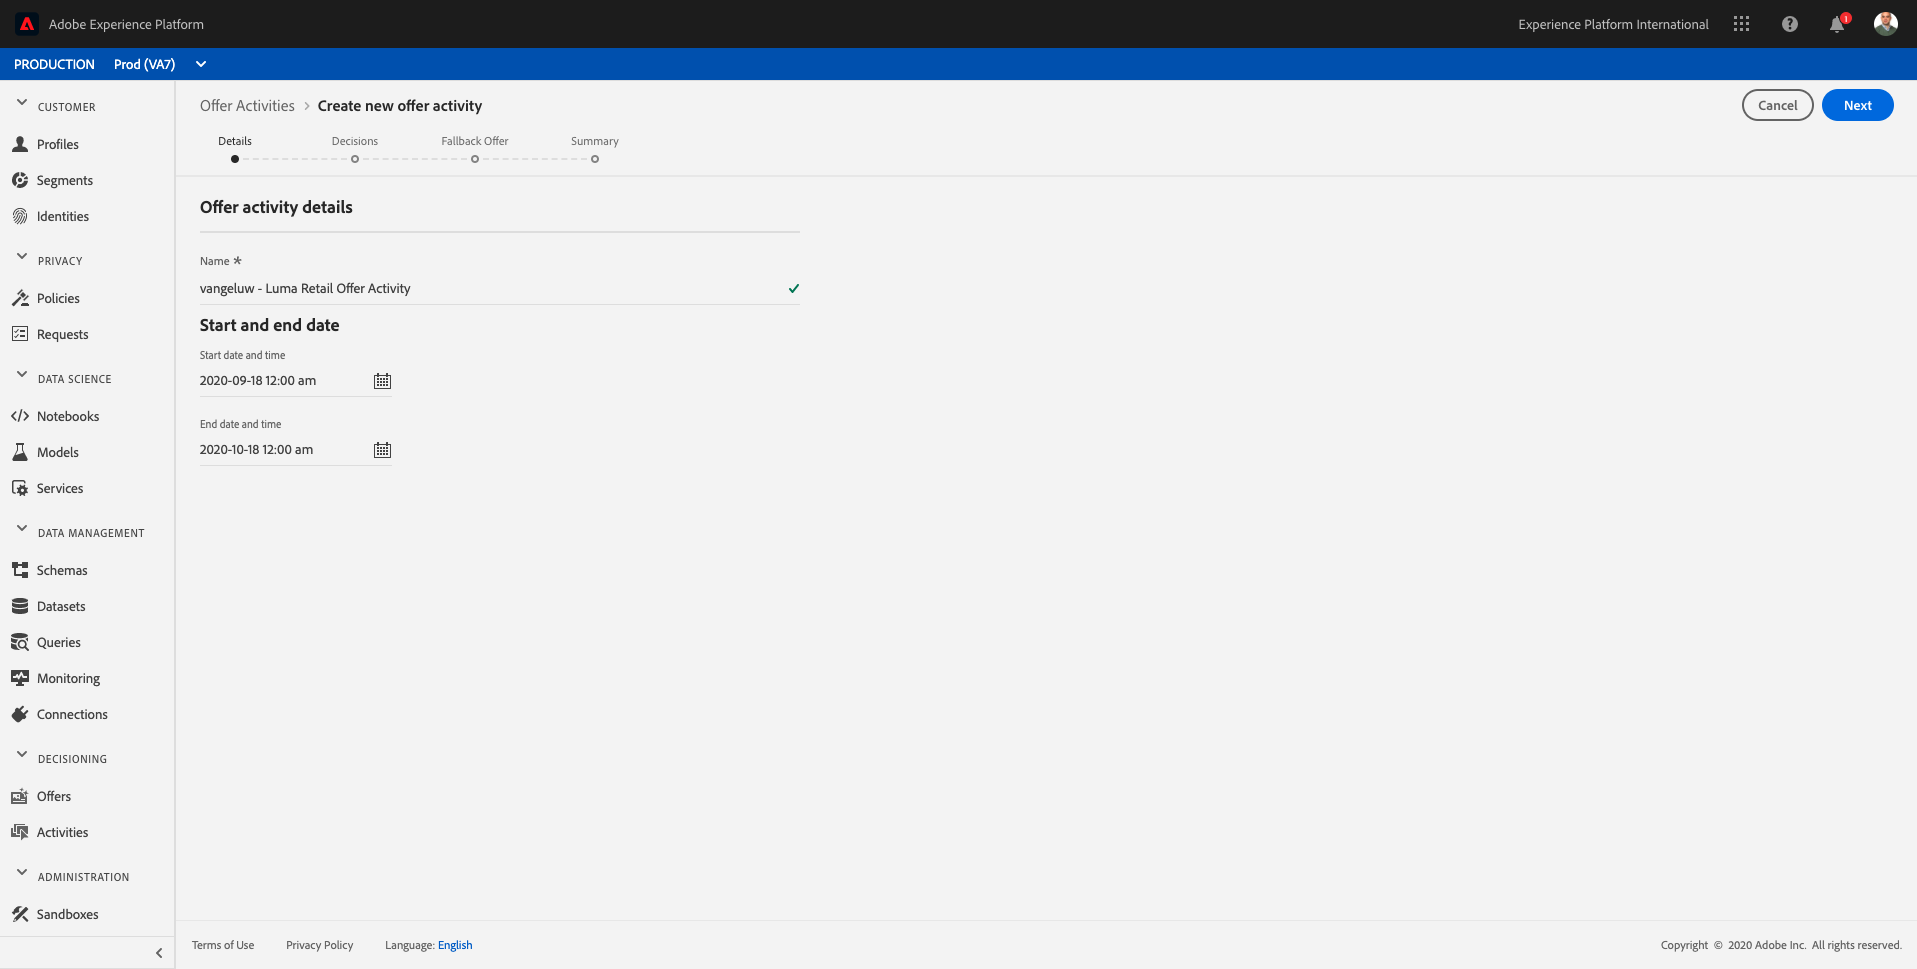 Adobe Experience Platform
Experience Platform International
1
PRODUCTION Prod (VA7)
CUSTOMER
Profiles
Segments
Identities
PRIVACY
Policies
Requests
DATA SCIENCE
Notebooks
Models
Services
DATA MANAGEMENT
Schemas
Datasets
Queries
Monitoring
Connections
DECISIONING
Offers
Activities
ADMINISTRATION
Sandboxes
Offer Activities > Create new offer activity
Cancel
Next
Details Decisions Fallback Offer Summary
Offer activity details
Name *
vangeluw - Luma Retail Offer Activity
Start and end date
Start date and time
2020-09-18 12:00 am
End date and time
2020-10-18 12:00 am
Terms of Use Privacy Policy Language: English
Copyright © 2020 Adobe Inc. All rights reserved.